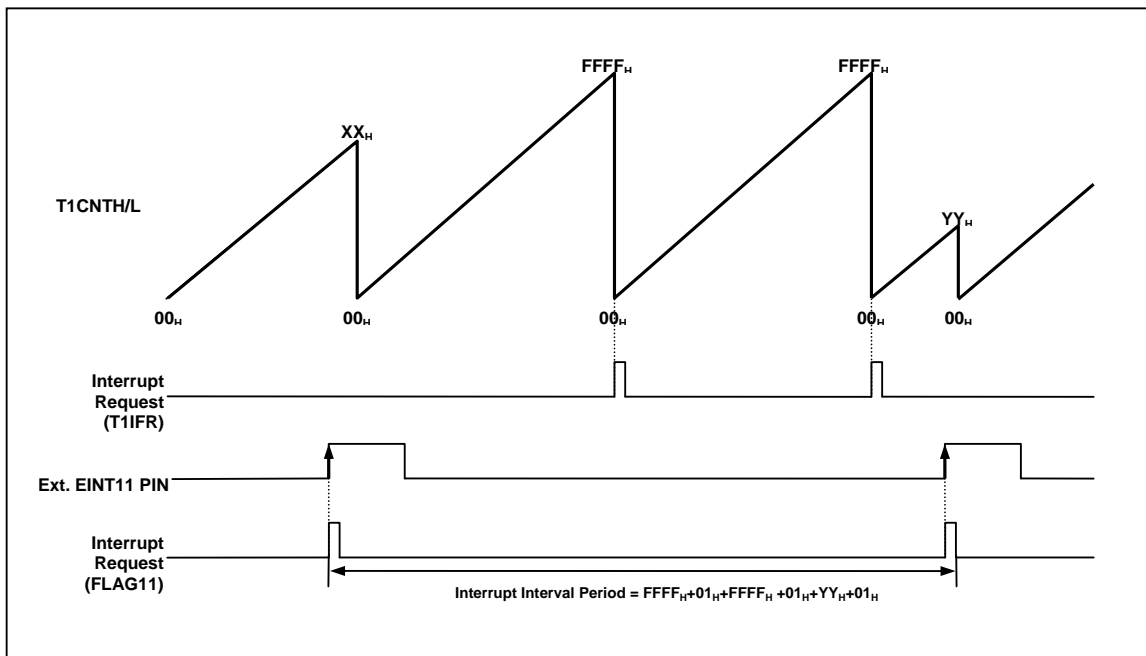 FFFFH FFFFH
XXH
T1CNTH/L
YYH
00H 00H 00H 00H 00H
Interrupt
Request
(T1IFR)
Ext. EINT11 PIN
Interrupt
Request
(FLAG11)
Interrupt Interval Period = FFFFH+01H+FFFFH +01H+YYH+01H